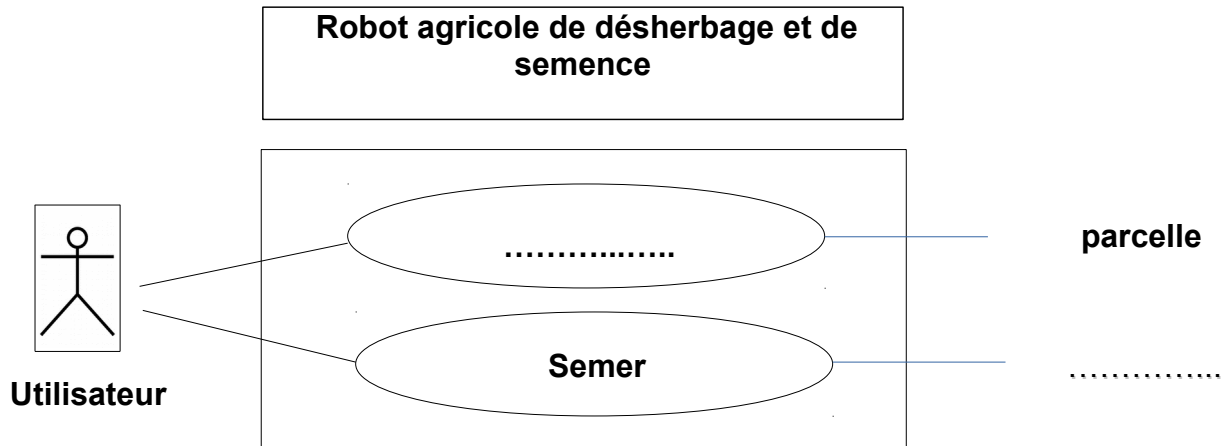 Robot agricole de désherbage et de
semence
……………..
parcelle
Semer
Utilisateur
……………